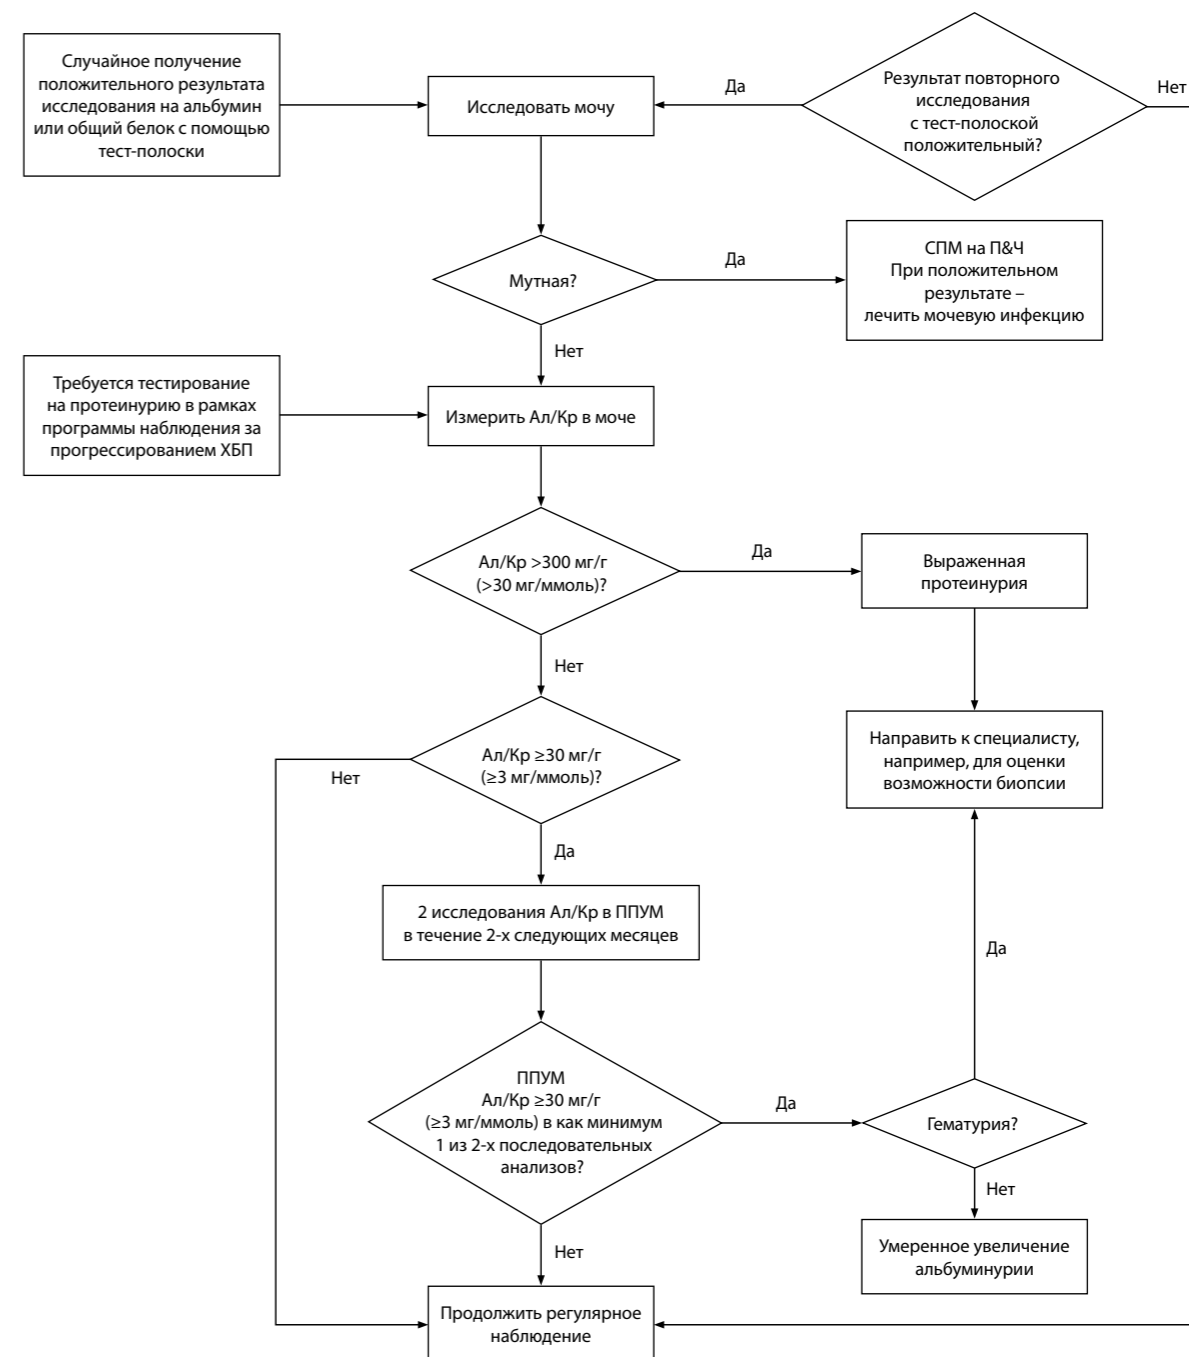 Случайное получение
положительного результата
исследования на альбумин
или общий белок с помощью
тест-полоски
Исследовать мочу
Да
Результат повторного
исследования
с тест-полоской
положительный?
Нет
Мутная?
Да
СПМ на П&Ч
При положительном
результате –
лечить мочевую инфекцию
Нет
Требуется тестирование
на протеинурию в рамках
программы наблюдения за
прогрессированием ХБП
Измерить Ал/Кр в моче
Ал/Кр >300 мг/г
(>30 мг/ммоль)?
Да
Выраженная
протеинурия
Нет
Ал/Кр ≥30 мг/г
(≥3 мг/ммоль)?
Нет
Направить к специалисту,
например, для оценки
возможности биопсии
Да
2 исследования Ал/Кр в ППУМ
в течение 2-х следующих месяцев
Да
ППУМ
Ал/Кр ≥30 мг/г
(≥3 мг/ммоль) в как минимум
1 из 2-х последовательных
анализов?
Да
Гематурия?
Нет
Умеренное увеличение
альбуминурии
Нет
Продолжить регулярное
наблюдение